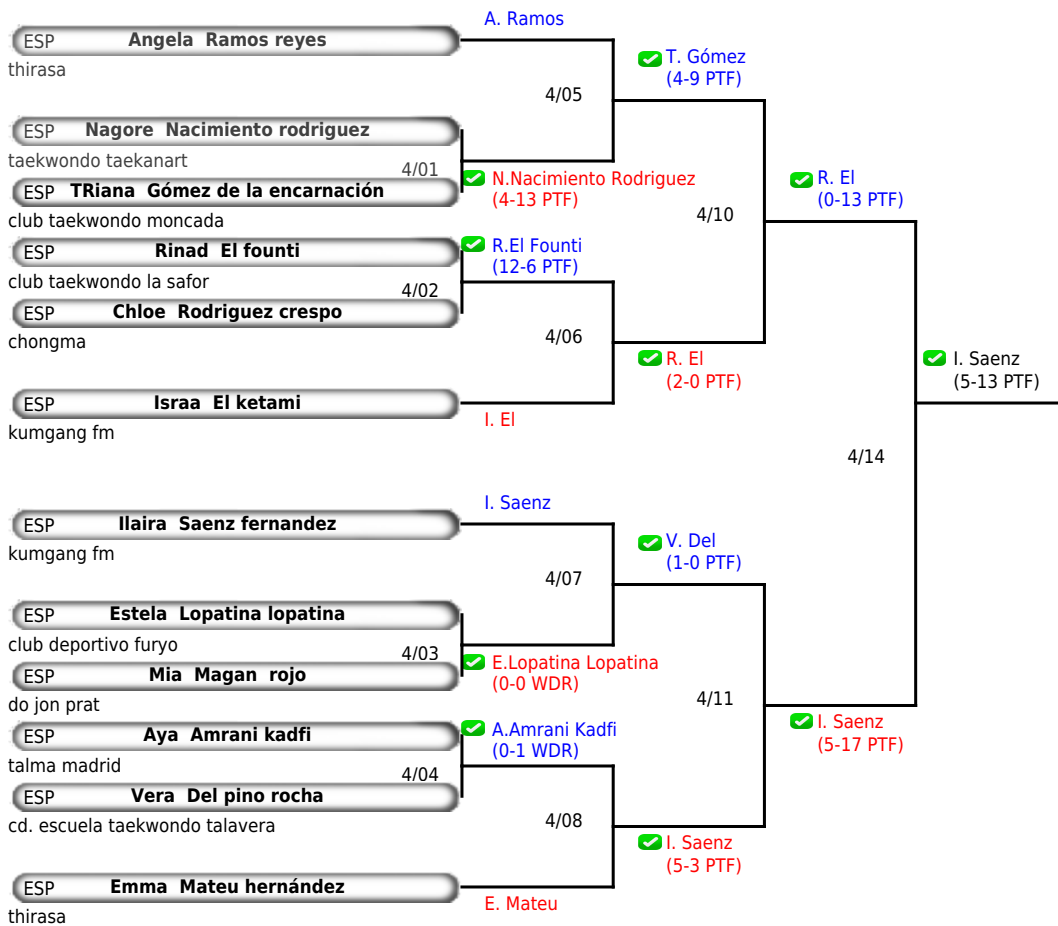 A. Ramos
ESP Angela Ramos reyes
thirasa
T. Gómez
(4-9 PTF)
4/05
ESP Nagore Nacimiento rodriguez
taekwondo taekanart
4/01
N.Nacimiento Rodriguez
(4-13 PTF)
ESP TRiana Gómez de la encarnación
club taekwondo moncada
R. El
(0-13 PTF)
4/10
ESP Rinad El founti
club taekwondo la safor
R.El Founti
(12-6 PTF)
4/02
ESP Chloe Rodriguez crespo
chongma
4/06
R. El
(2-0 PTF)
I. Saenz
(5-13 PTF)
ESP Israa El ketami
kumgang fm
I. El
4/14
I. Saenz
ESP Ilaira Saenz fernandez
kumgang fm
V. Del
(1-0 PTF)
4/07
ESP Estela Lopatina lopatina
club deportivo furyo
4/03
E.Lopatina Lopatina
(0-0 WDR)
ESP Mia Magan rojo
do jon prat
4/11
I. Saenz
(5-17 PTF)
ESP Aya Amrani kadfi
talma madrid
A.Amrani Kadfi
(0-1 WDR)
4/04
ESP Vera Del pino rocha
cd. escuela taekwondo talavera
4/08
I. Saenz
(5-3 PTF)
ESP Emma Mateu hernández
thirasa
E. Mateu